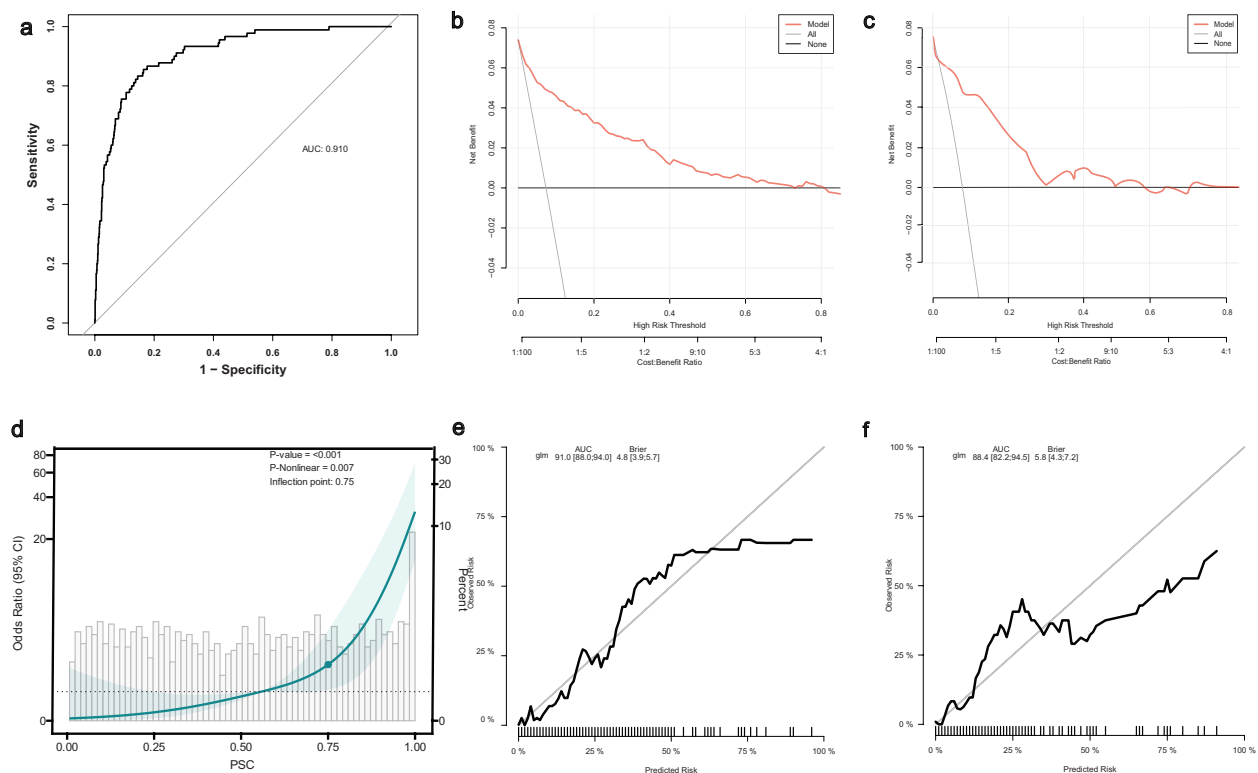 a
1.0
0.8
0.6
0.4
0.2
0.0
Sensitivity
AUC: 0.910
0.0 0.2 0.4 0.6 0.8 1.0
1 − Specificity
b
Model
All
None
0.08
0.06
0.04
0.02
0.00
−0.02
−0.04
Net Benefit
0.0 0.2 0.4 0.6 0.8
High Risk Threshold
1:100 1:5 1:2 9:10 5:3 4:1
Cost:Benefit Ratio
c
Model
All
None
0.08
0.06
0.04
0.02
0.00
−0.02
−0.04
Net Benefit
0.0 0.2 0.4 0.6 0.8
High Risk Threshold
1:100 1:5 1:2 9:10 5:3 4:1
Cost:Benefit Ratio
d
P-value = <0.001
P-Nonlinear = 0.007
Inflection point: 0.75
80
60
40
20
0
Odds Ratio (95% CI)
30
20
10
0
Percent
0.00 0.25 0.50 0.75 1.00
PSC
e
AUC Brier
glm 91.0 [88.0;94.0] 4.8 [3.9;5.7]
100 %
75 %
50 %
25 %
0 %
Observed Risk
0 % 25 % 50 % 75 % 100 %
Predicted Risk
f
AUC Brier
glm 88.4 [82.2;94.5] 5.8 [4.3;7.2]
100 %
75 %
50 %
25 %
0 %
Observed Risk
0 % 25 % 50 % 75 % 100 %
Predicted Risk